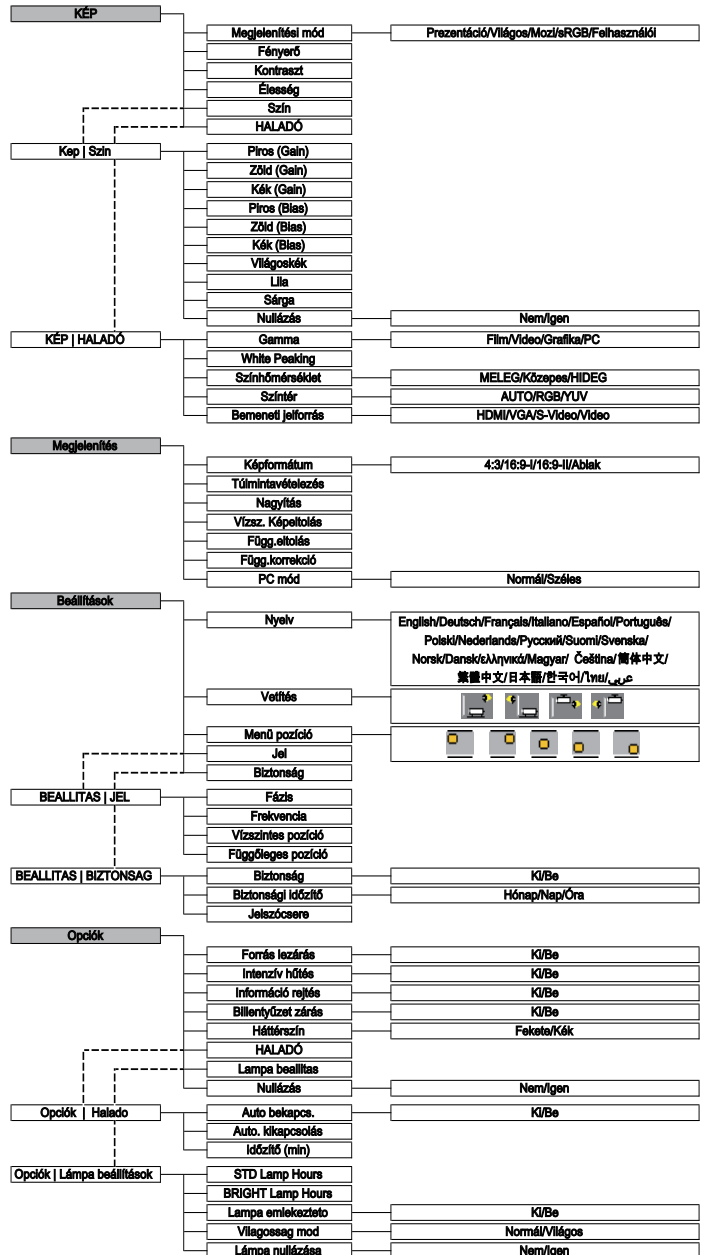 KÉP
Megjelenítési mód Prezentáció/Világos/Mozi/sRGB/Felhasználói
Fényerő
Kontraszt
Élesség
Szín
HALADÓ
Kep | Szin Piros (Gain)
Zöld (Gain)
Kék (Gain)
Piros (Bias)
Zöld (Bias)
Kék (Bias)
Világoskék
Lila
Sárga
Nullázás Nem/Igen
KÉP | HALADÓ Gamma Film/Video/Grafika/PC
White Peaking
Színhőmérséklet MELEG/Közepes/HIDEG
Színtér AUTO/RGB/YUV
Bemeneti jelforrás HDMI/VGA/S-Video/Video
Megjelenítés
Képformátum 4:3/16:9-I/16:9-II/Ablak
Túlmintavételezés
Nagyítás
Vízsz. Képeltolás
Függ.eltolás
Függ.korrekció
PC mód Normál/Széles
Beállítások
Nyelv English/Deutsch/Français/Italiano/Español/Português/
Polski/Nederlands/Русский/Suomi/Svenska/
Norsk/Dansk/ελληνικά/Magyar/ Čeština/簡体中文/
繁體中文/日本語/한국어/ไทย/عربي
Vetítés
Menü pozíció
Jel
Biztonság
BEALLITAS | JEL Fázis
Frekvencia
Vízszintes pozíció
Függőleges pozíció
BEALLITAS | BIZTONSAG Biztonság Ki/Be
Biztonsági időzítő Hónap/Nap/Óra
Jelszócsere
Opciók
Forrás lezárás Ki/Be
Intenzív hűtés Ki/Be
Információ rejtés Ki/Be
Billentyűzet zárás Ki/Be
Háttérszín Fekete/Kék
HALADÓ
Lampa beallitas
Nullázás Nem/Igen
Opciók | Halado Auto bekapcs. Ki/Be
Auto. kikapcsolás
Időzítő (min)
Opciók | Lámpa beállítások STD Lamp Hours
BRIGHT Lamp Hours
Lampa emlekezteto Ki/Be
Vilagossag mod Normál/Világos
Lámpa nullázása Nem/Igen